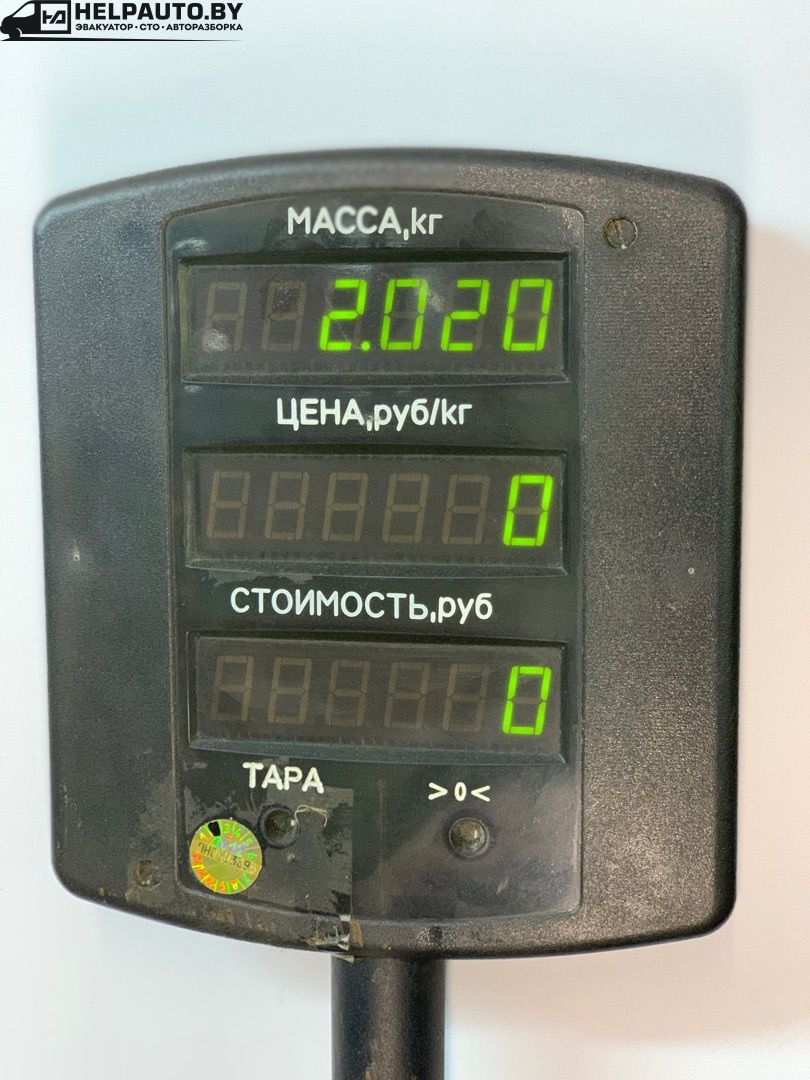 HELPAUTO.BY
ЭВАКУАТОР • СТО • АВТОРАЗБОРКА
МАССА,кг
2.020
ЦЕНА,руб/кг
0
СТОИМОСТЬ,руб
0
ТАРА >0<